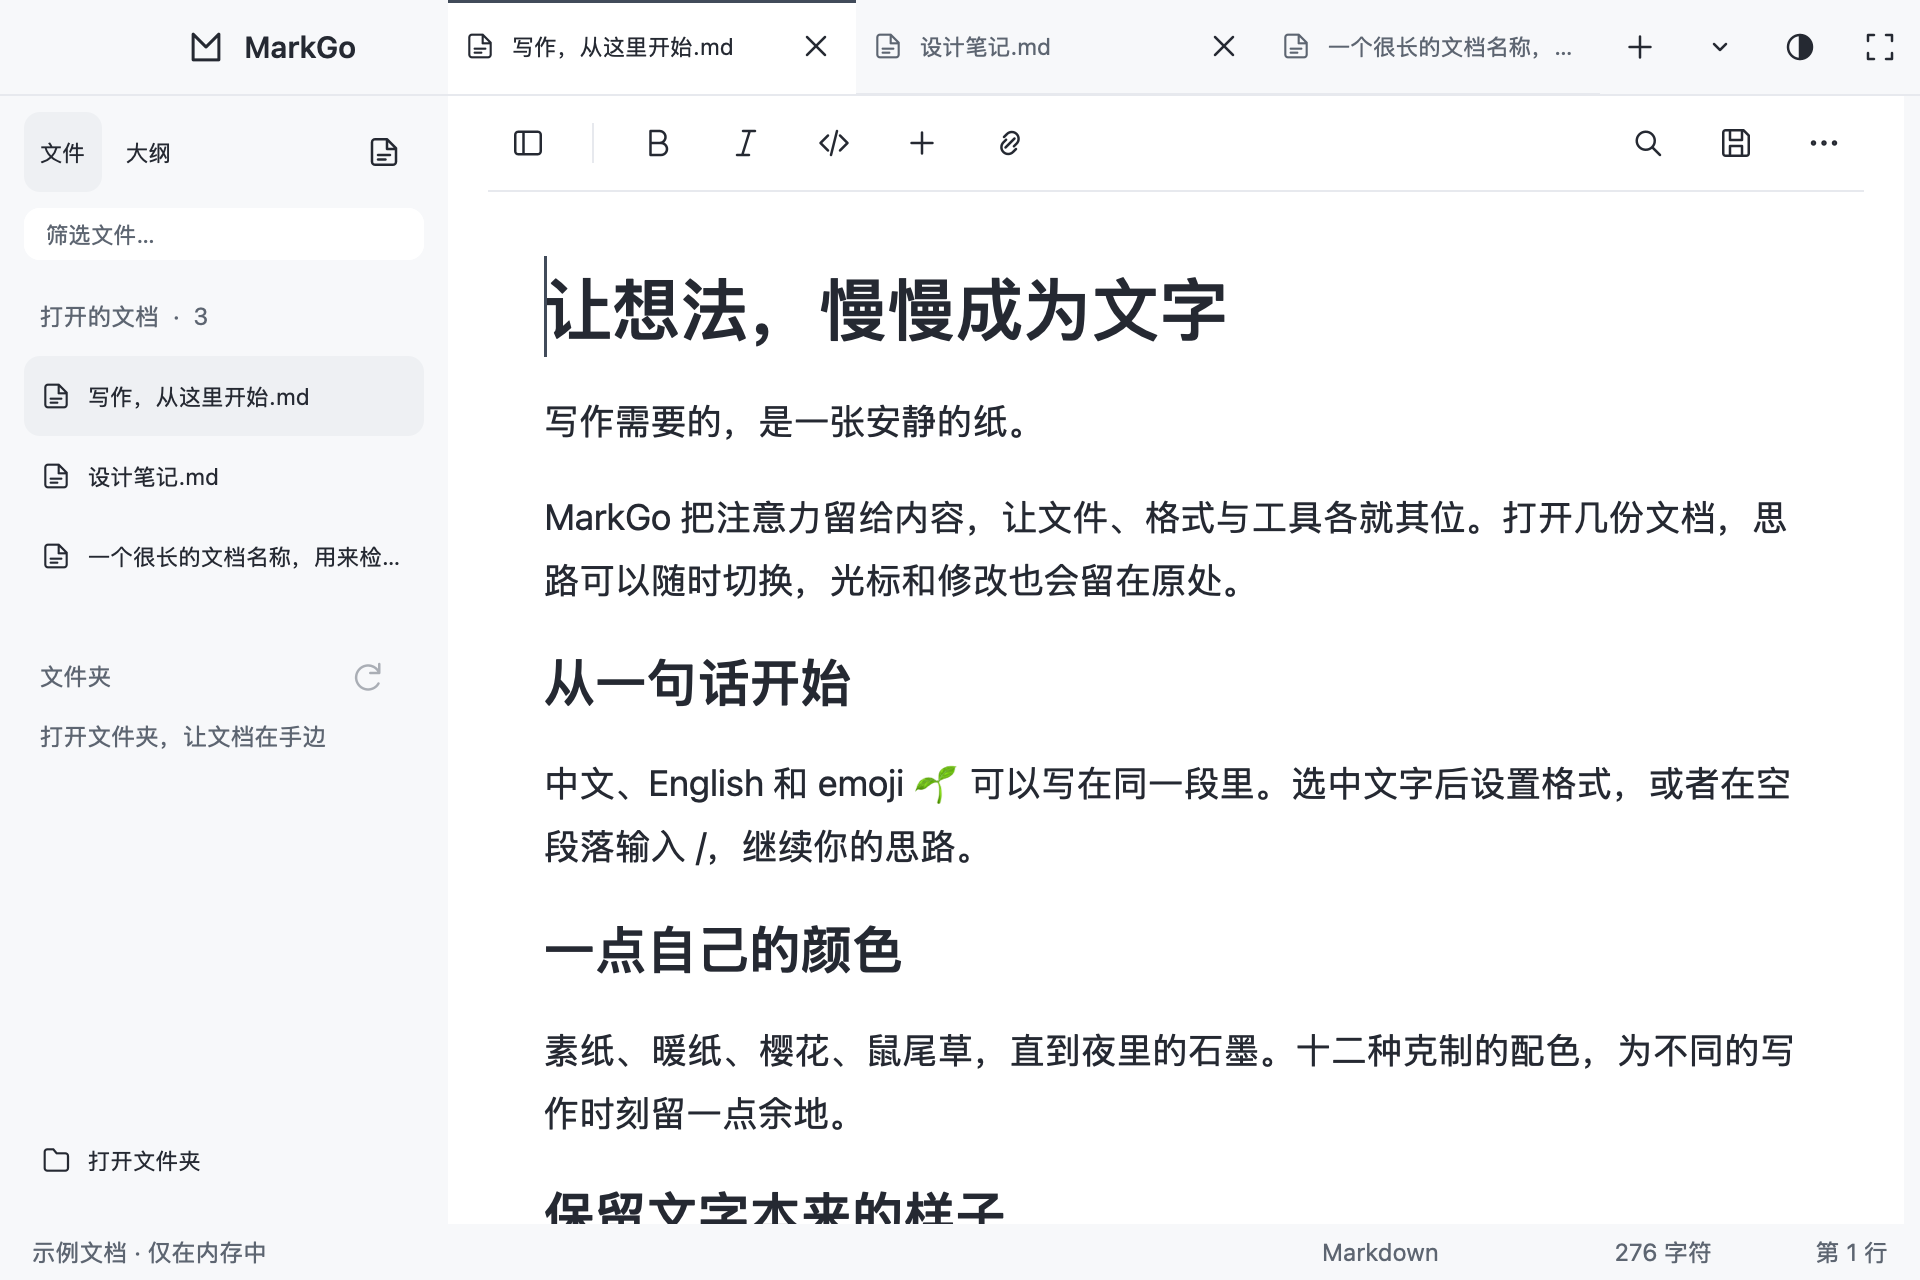 MarkGo
写作，从这里开始.md
设计笔记.md
一个很长的文档名称，...
文件
大纲
筛选文件...
打开的文档 · 3
写作，从这里开始.md
设计笔记.md
一个很长的文档名称，用来检...
文件夹
打开文件夹，让文档在手边
打开文件夹
让想法，慢慢成为文字
写作需要的，是一张安静的纸。
MarkGo 把注意力留给内容，让文件、格式与工具各就其位。打开几份文档，思
路可以随时切换，光标和修改也会留在原处。
从一句话开始
中文、English 和 emoji 🌱 可以写在同一段里。选中文字后设置格式，或者在空
段落输入 /，继续你的思路。
一点自己的颜色
素纸、暖纸、樱花、鼠尾草，直到夜里的石墨。十二种克制的配色，为不同的写
作时刻留一点余地。
保留文字本来的样子
示例文档 · 仅在内存中
Markdown
276 字符
第 1 行